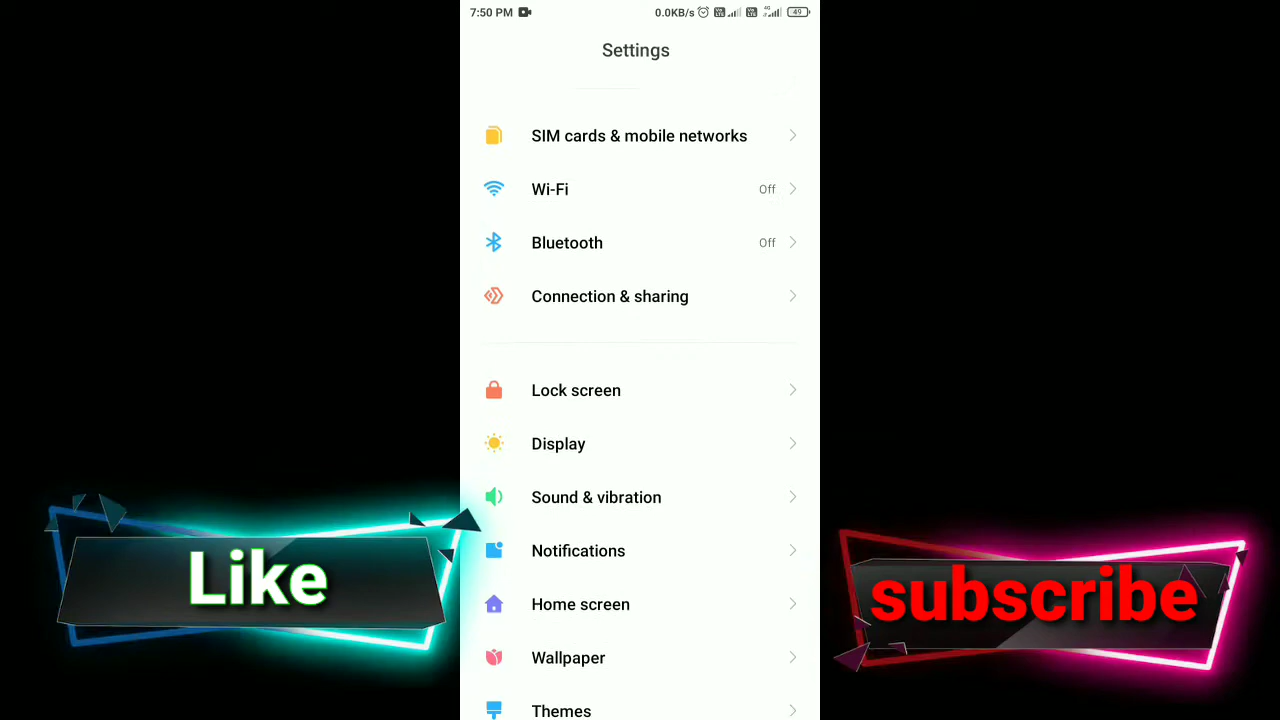 7:50 PM 0.0KB/s 4G 49
Settings
SIM cards & mobile networks
Wi-Fi Off
Bluetooth Off
Connection & sharing
Lock screen
Display
Sound & vibration
Notifications
Home screen
Wallpaper
Themes
Like
subscribe